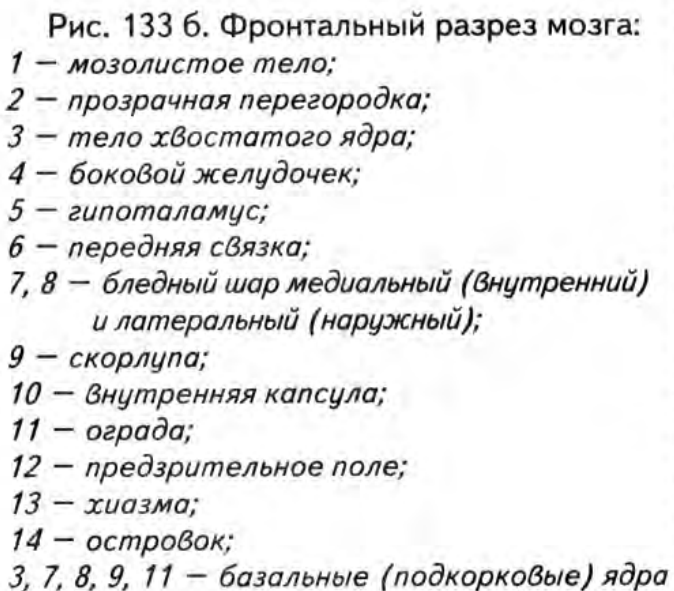 Рис. 133 б. Фронтальный разрез мозга:
1 — мозолистое тело;
2 — прозрачная перегородка;
3 — тело хвостатого ядра;
4 — боковой желудочек;
5 — гипоталамус;
6 — передняя связка;
7, 8 — бледный шар медиальный (внутренний)
и латеральный (наружный);
9 — скорлупа;
10 — внутренняя капсула;
11 — ограда;
12 — предзрительное поле;
13 — хиазма;
14 — островок;
3, 7, 8, 9, 11 — базальные (подкорковые) ядра